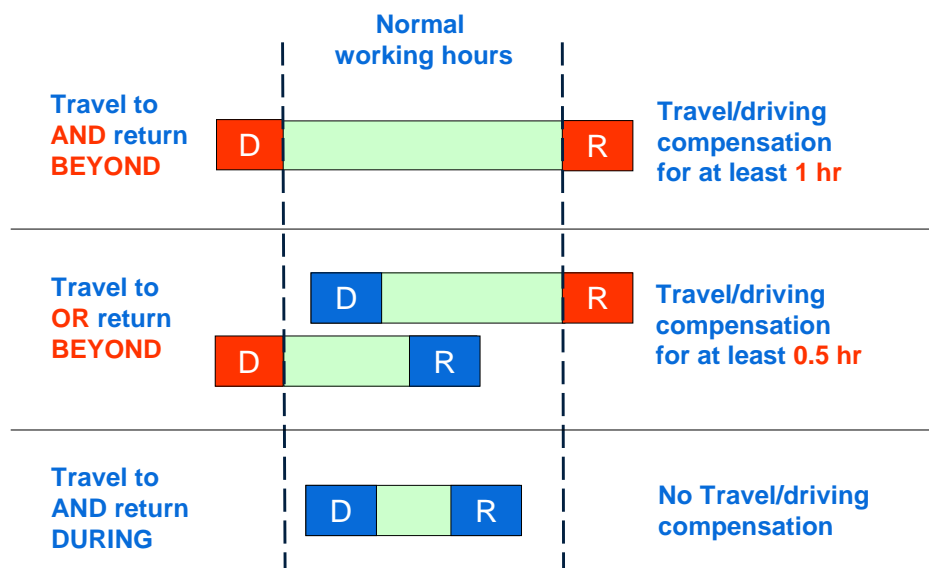 Normal
working hours
Travel to
AND return
BEYOND
D
R
Travel/driving
compensation
for at least 1 hr
Travel to
OR return
BEYOND
D
R
D
R
Travel/driving
compensation
for at least 0.5 hr
Travel to
AND return
DURING
D
R
No Travel/driving
compensation